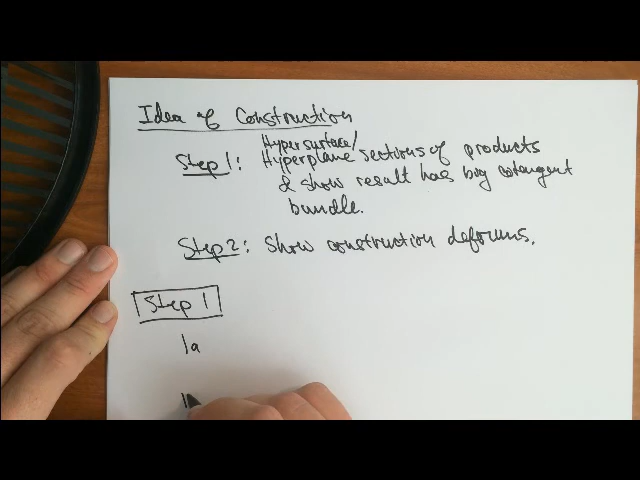 Idea of Construction
Hypersurface/
Step 1: Hyperplane sections of products
& show result has big cotangent
bundle.
Step 2: Show construction deforms.
Step 1
1a